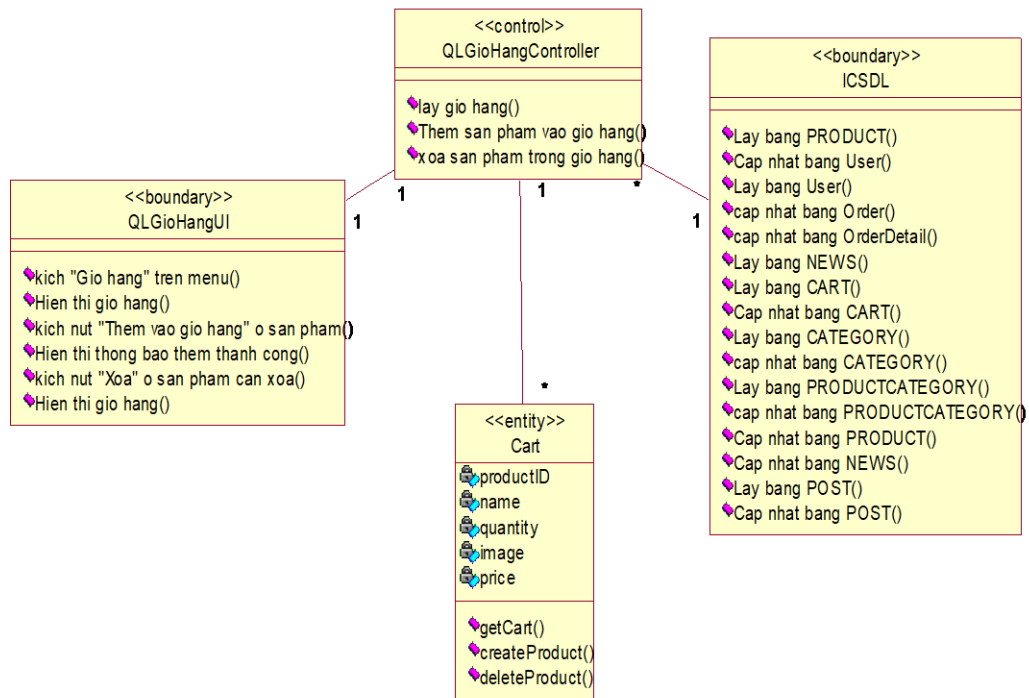 <<control>>
QLGioHangController
lay gio hang()
Them san pham vao gio hang()
xoa san pham trong gio hang()
<<boundary>>
ICSDL
Lay bang PRODUCT()
Cap nhat bang User()
Lay bang User()
cap nhat bang Order()
cap nhat bang OrderDetail()
Lay bang NEWS()
Lay bang CART()
Cap nhat bang CART()
Lay bang CATEGORY()
cap nhat bang CATEGORY()
Lay bang PRODUCTCATEGORY()
cap nhat bang PRODUCTCATEGORY()
Cap nhat bang PRODUCT()
Cap nhat bang NEWS()
Lay bang POST()
Cap nhat bang POST()
<<boundary>>
QLGioHangUI
kich "Gio hang" tren menu()
Hien thi gio hang()
kich nut "Them vao gio hang" o san pham()
Hien thi thong bao them thanh cong()
kich nut "Xoa" o san pham can xoa()
Hien thi gio hang()
1
1
1
*
1
*
<<entity>>
Cart
productID
name
quantity
image
price
getCart()
createProduct()
deleteProduct()